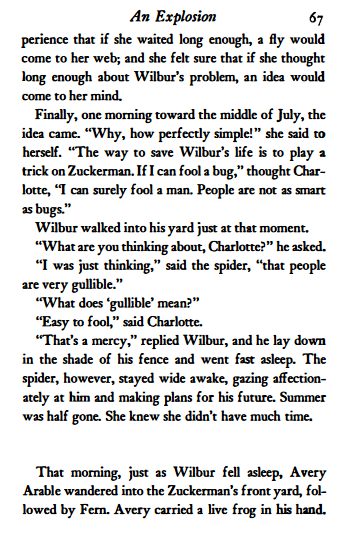 An Explosion 67
perience that if she waited long enough, a fly would
come to her web; and she felt sure that if she thought
long enough about Wilbur's problem, an idea would
come to her mind.
Finally, one morning toward the middle of July, the
idea came. “Why, how perfectly simple!” she said to
herself. “The way to save Wilbur's life is to play a
trick on Zuckerman. If I can fool a bug,” thought Char-
lotte, “I can surely fool a man. People are not as smart
as bugs.”
Wilbur walked into his yard just at that moment.
“What are you thinking about, Charlotte?” he asked.
“I was just thinking,” said the spider, “that people
are very gullible.”
“What does ‘gullible’ mean?”
“Easy to fool,” said Charlotte.
“That's a mercy,” replied Wilbur, and he lay down
in the shade of his fence and went fast asleep. The
spider, however, stayed wide awake, gazing affection-
ately at him and making plans for his future. Summer
was half gone. She knew she didn't have much time.
That morning, just as Wilbur fell asleep, Avery
Arable wandered into the Zuckerman's front yard, fol-
lowed by Fern. Avery carried a live frog in his hand.